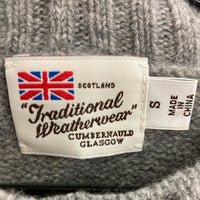 SCOTLAND
"Traditional
Weatherwear"
CUMBERNAULD
GLASGOW
S
MADE
IN
CHINA